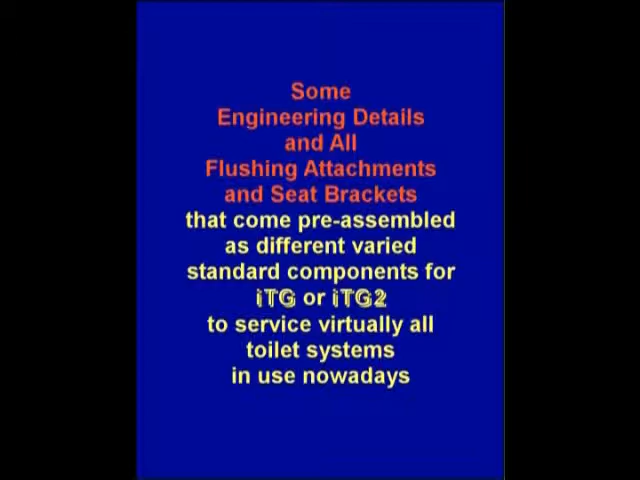 Some
Engineering Details
and All
Flushing Attachments
and Seat Brackets
that come pre-assembled
as different varied
standard components for
iTG or iTG2
to service virtually all
toilet systems
in use nowadays